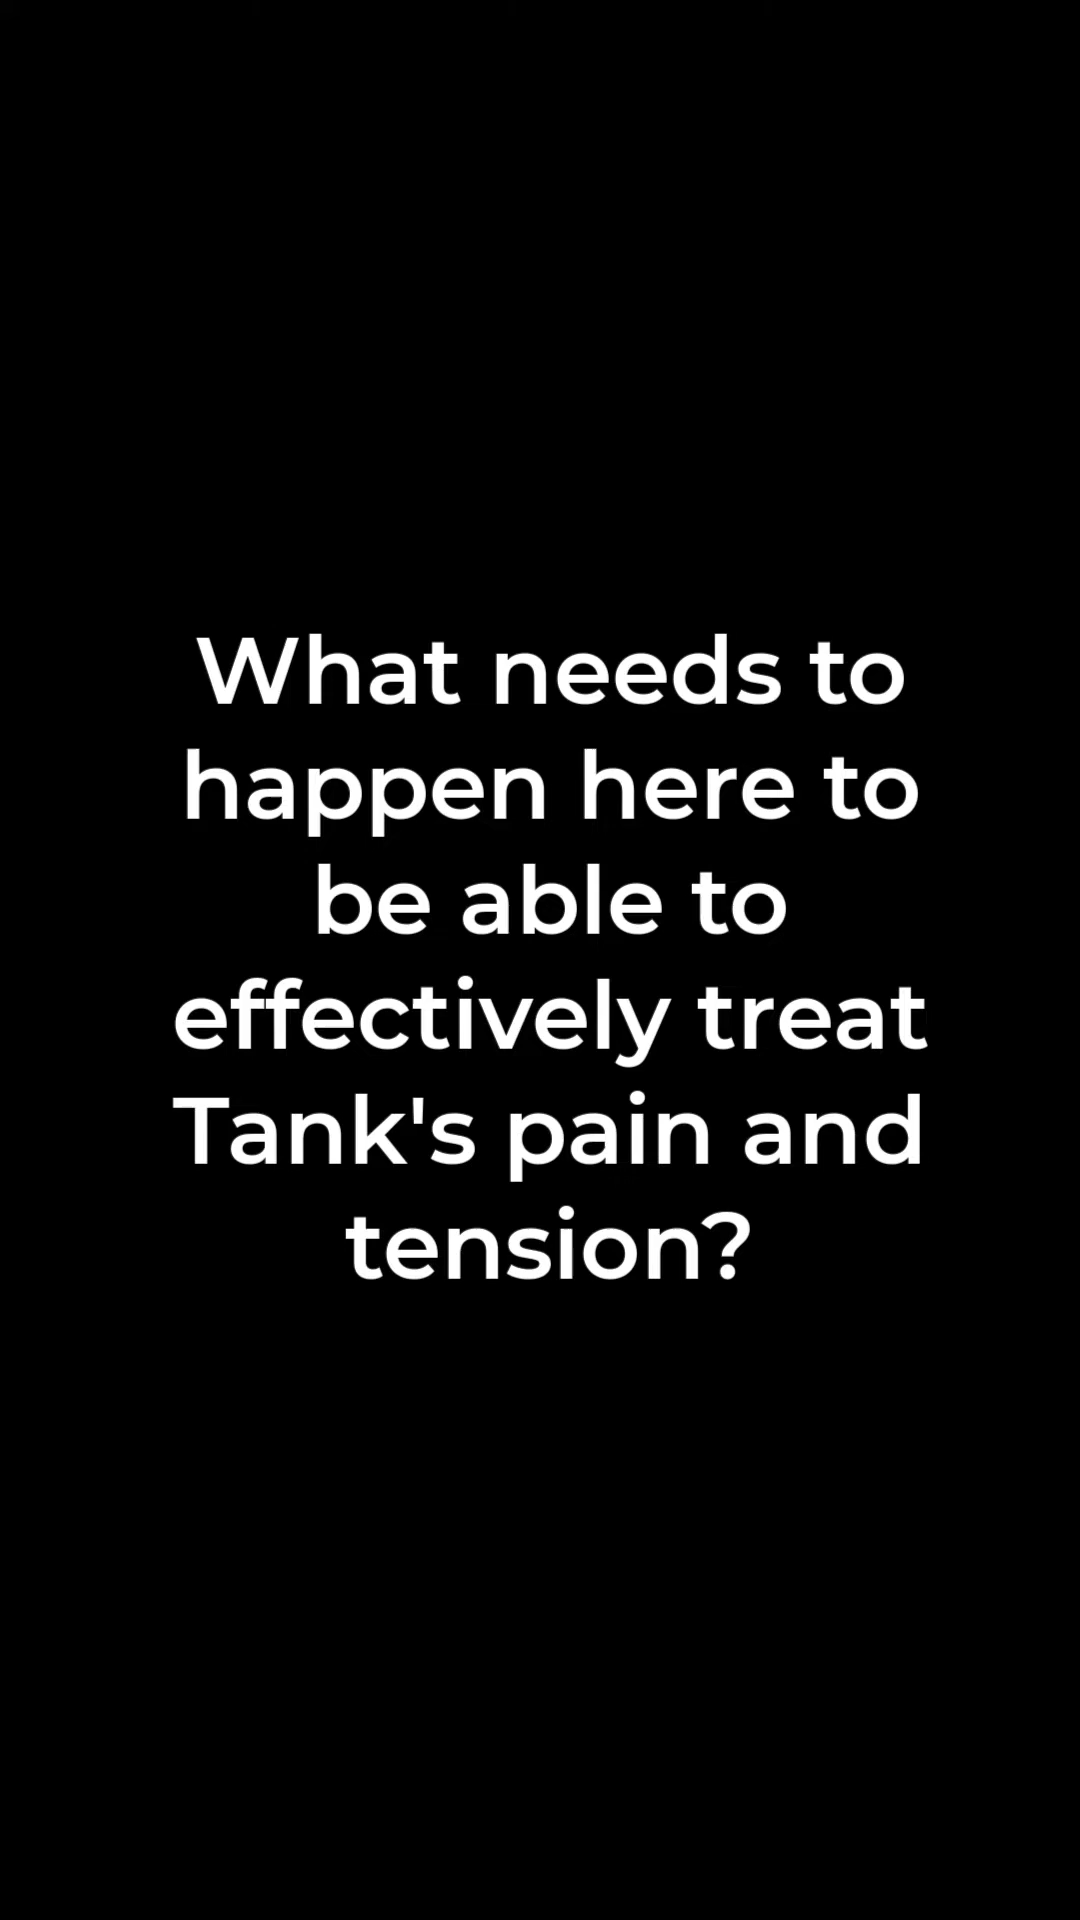 What needs to
happen here to
be able to
effectively treat
Tank's pain and
tension?